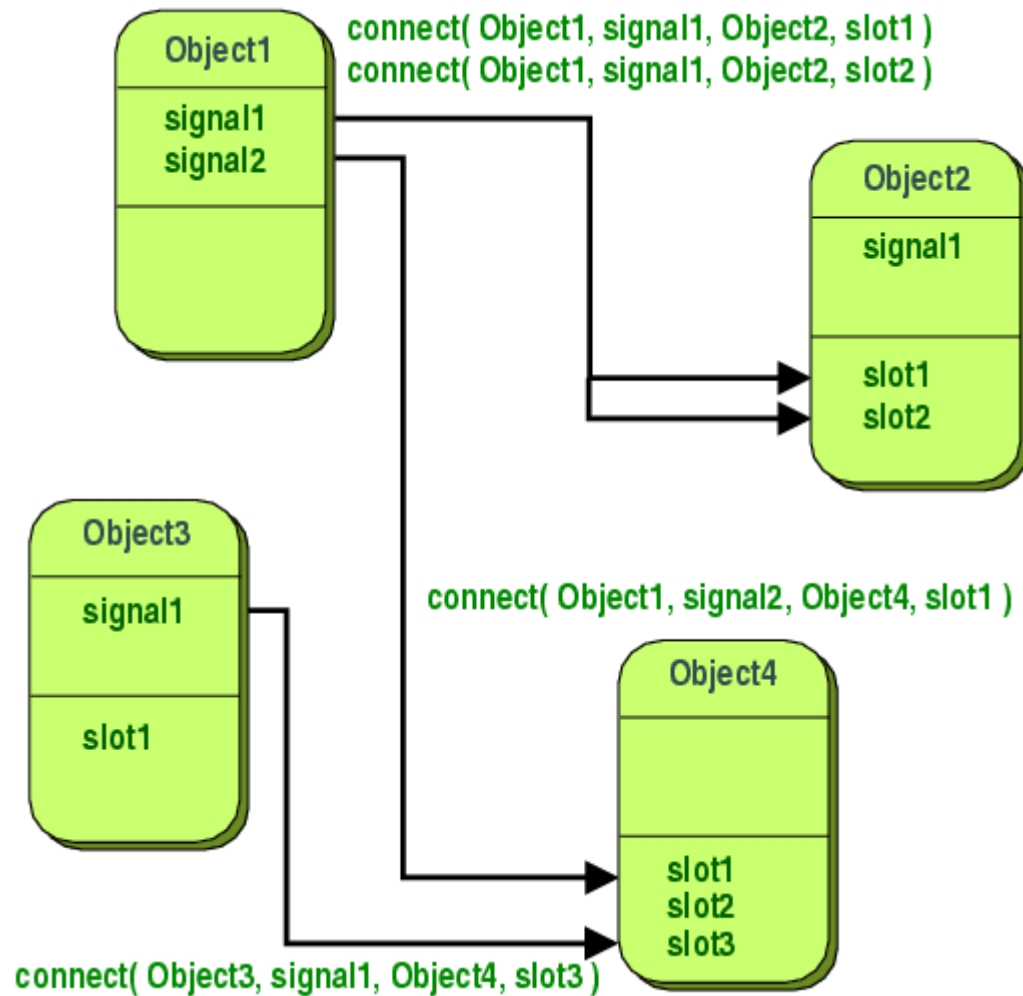 Object1
signal1
signal2
connect( Object1, signal1, Object2, slot1 )
connect( Object1, signal1, Object2, slot2 )
Object2
signal1
slot1
slot2
Object3
signal1
slot1
connect( Object1, signal2, Object4, slot1 )
Object4
slot1
slot2
slot3
connect( Object3, signal1, Object4, slot3 )